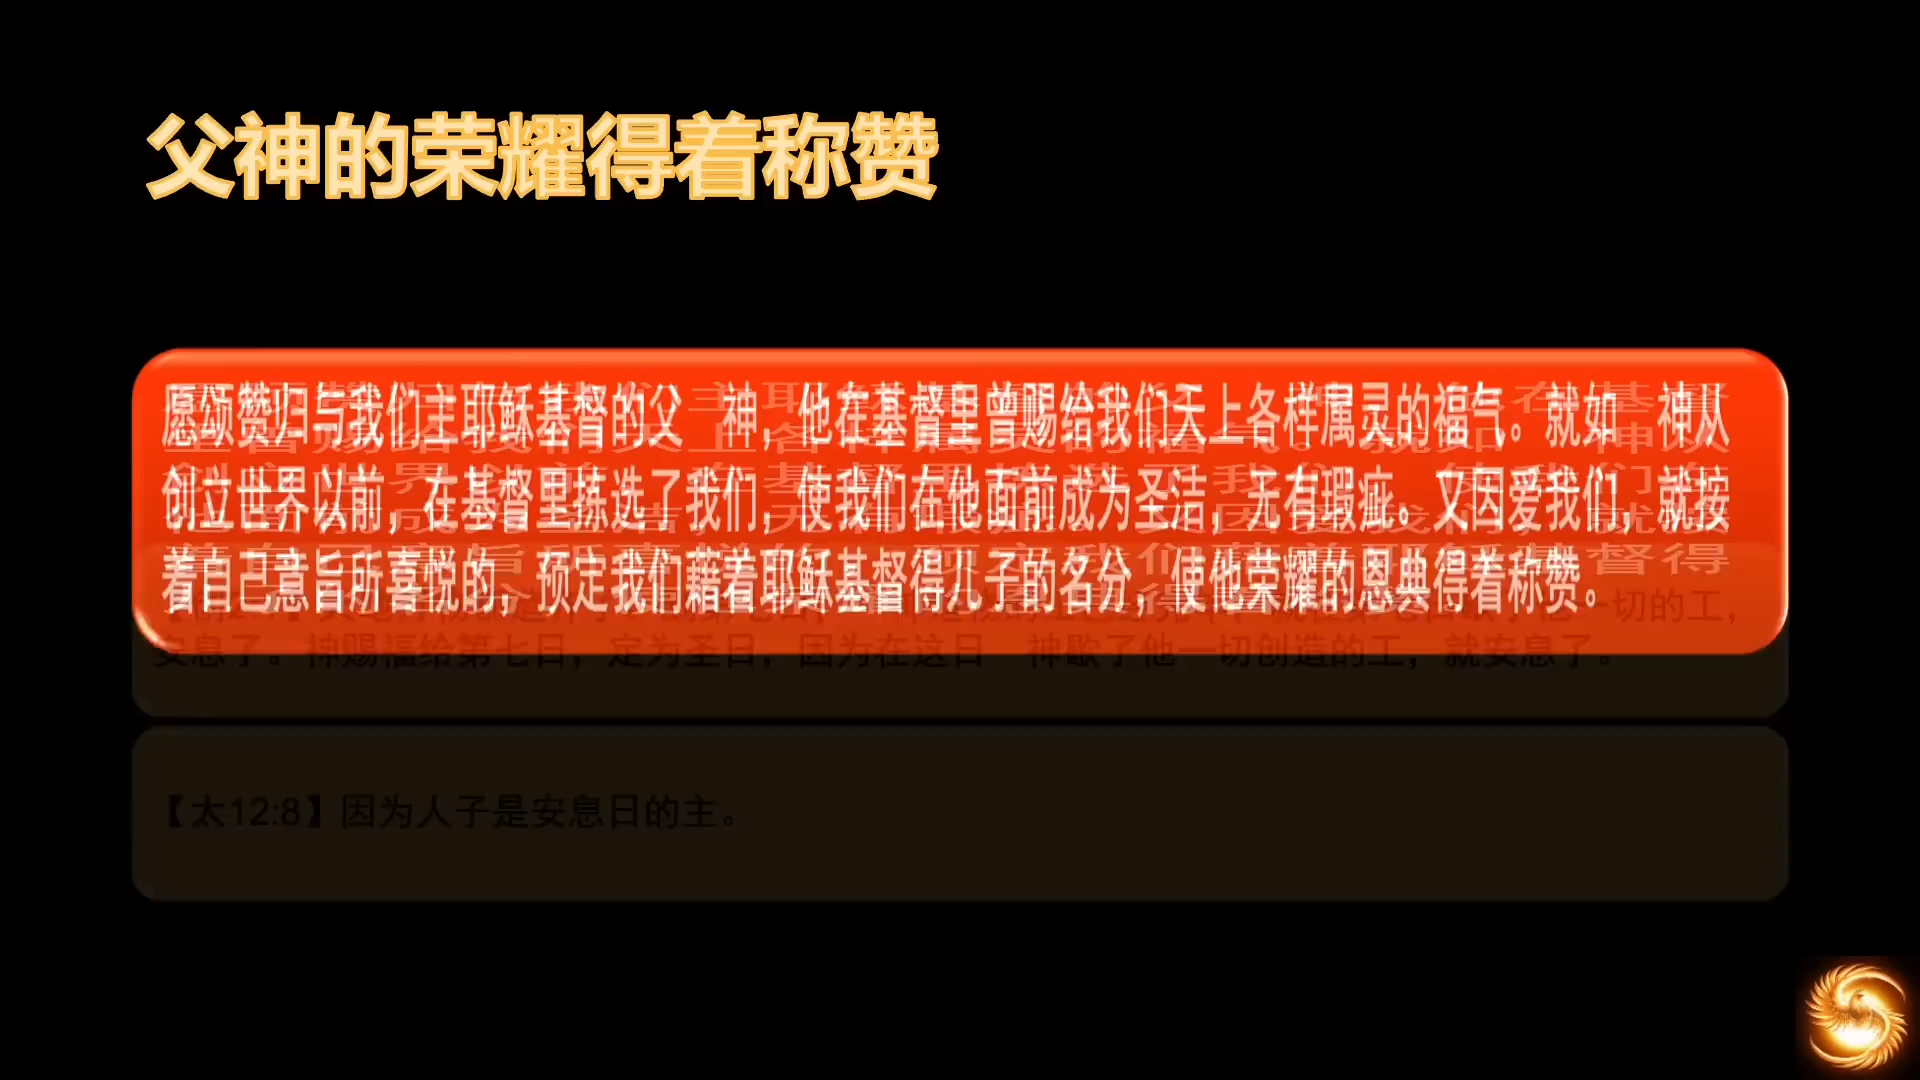 父神的荣耀得着称赞
愿颂赞归与我们主耶稣基督的父　神，他在基督里曾赐给我们天上各样属灵的福气。就如　神从
创立世界以前，在基督里拣选了我们，使我们在他面前成为圣洁，无有瑕疵。又因爱我们，就按
着自己意旨所喜悦的，预定我们藉着耶稣基督得儿子的名分，使他荣耀的恩典得着称赞。
一切的工，
安息了。神赐福给第七日，定为圣日，因为在这日　神歇了他一切创造的工，就安息了。
【太12:8】因为人子是安息日的主。